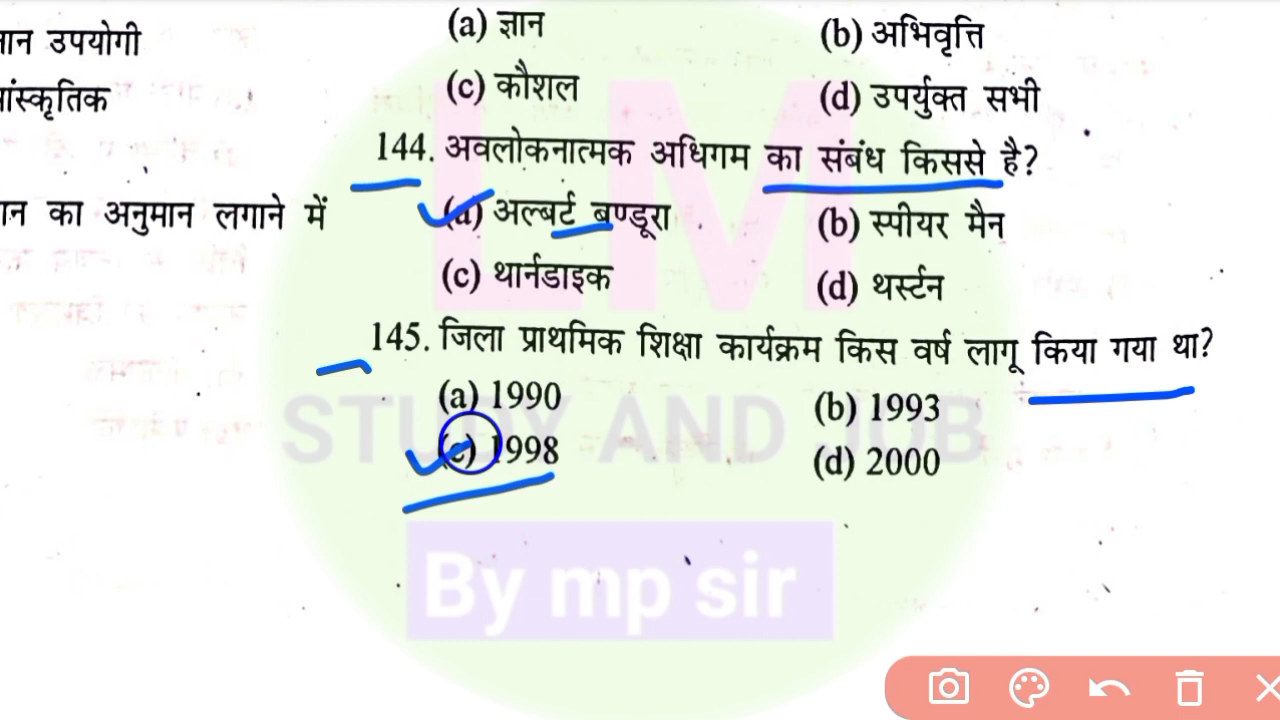 उपयोगी
(a) ज्ञान (b) अभिवृत्ति
(c) कौशल (d) उपर्युक्त सभी
144. अवलोकनात्मक अधिगम का संबंध किससे है?
का अनुमान लगाने में
(a) अल्बर्ट बण्डूरा (b) स्पीयर मैन
(c) थार्नडाइक (d) थर्स्टन
145. जिला प्राथमिक शिक्षा कार्यक्रम किस वर्ष लागू किया गया था?
(a) 1990 (b) 1993
(c) 1998 (d) 2000
LM
STUDY AND JOB
By mp sir